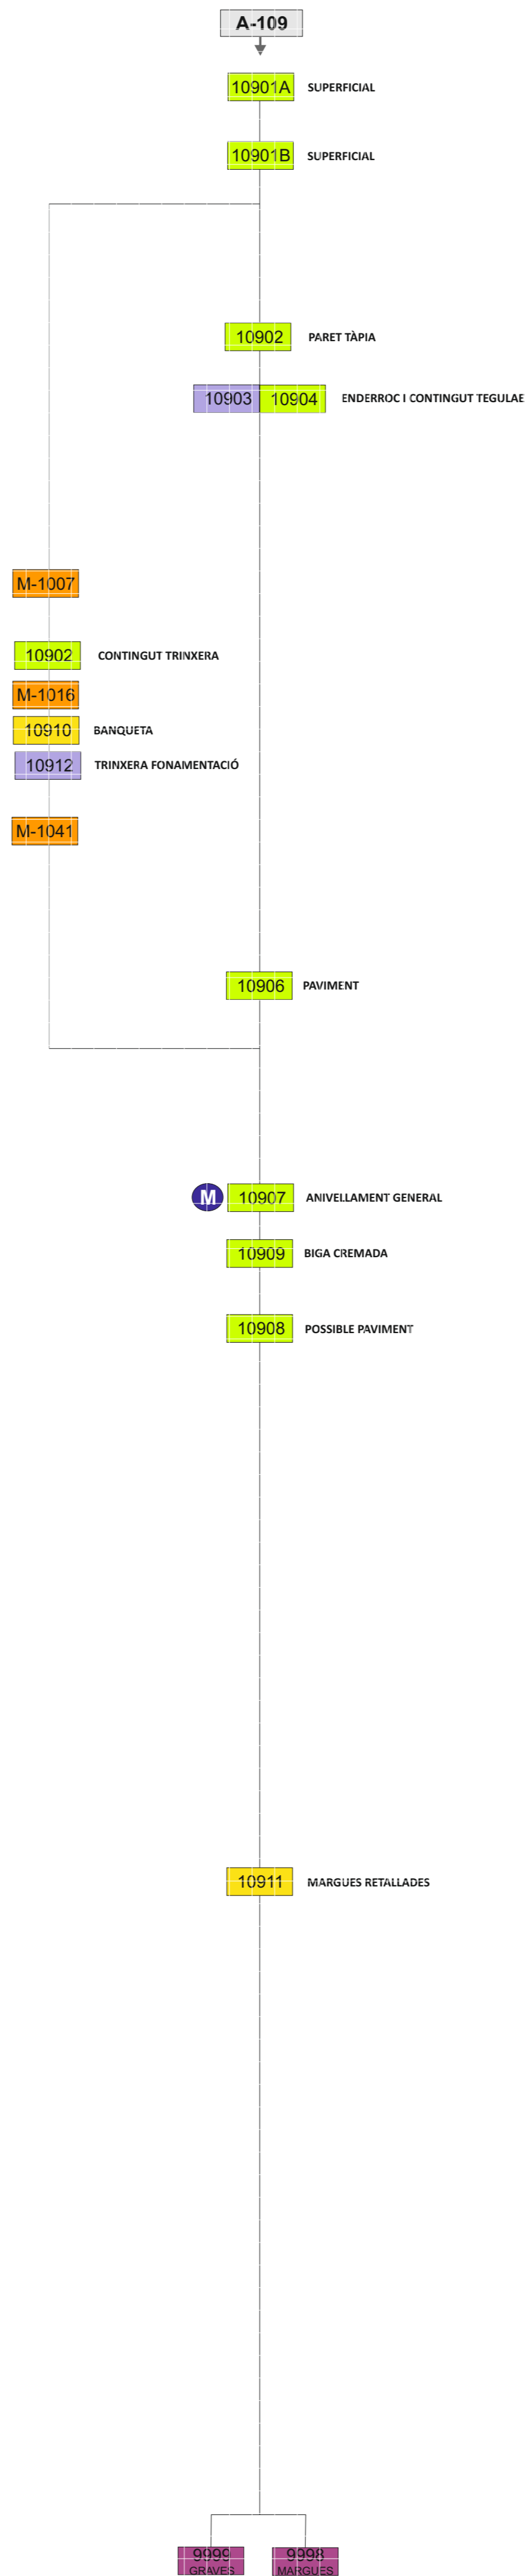 A-109
10901A SUPERFICIAL
10901B SUPERFICIAL
10902 PARET TÀPIA
10903 10904 ENDERROC I CONTINGUT TEGULAE
M-1007
10902 CONTINGUT TRINXERA
M-1016
10910 BANQUETA
10912 TRINXERA FONAMENTACIÓ
M-1041
10906 PAVIMENT
M 10907 ANIVELLAMENT GENERAL
10909 BIGA CREMADA
10908 POSSIBLE PAVIMENT
10911 MARGUES RETALLADES
9999 9998
GRAVES MARGUES